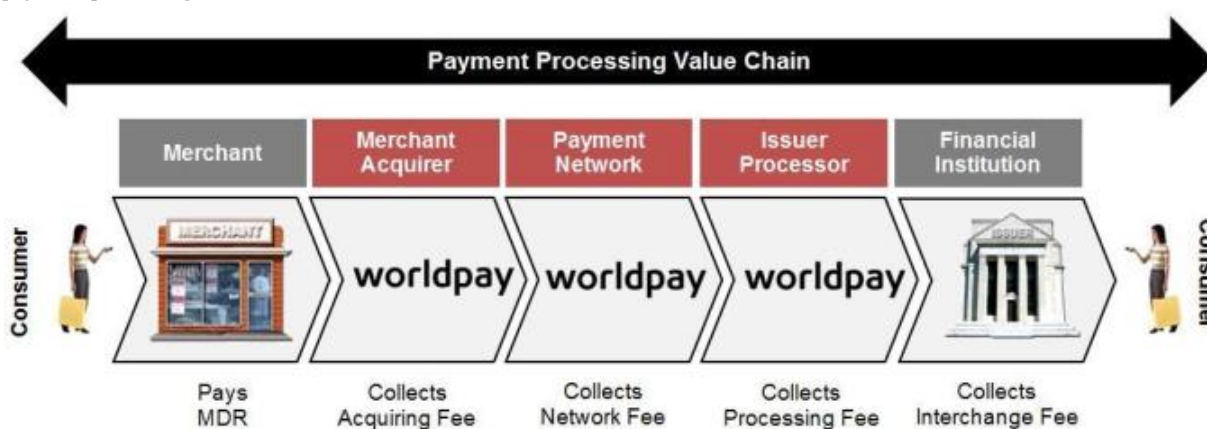 Payment Processing Value Chain
Merchant
Merchant
Acquirer
Payment
Network
Issuer
Processor
Financial
Institution
Consumer
MERCHANT
worldpay
worldpay
worldpay
ISSUER
Consumer
Pays
MDR
Collects
Acquiring Fee
Collects
Network Fee
Collects
Processing Fee
Collects
Interchange Fee